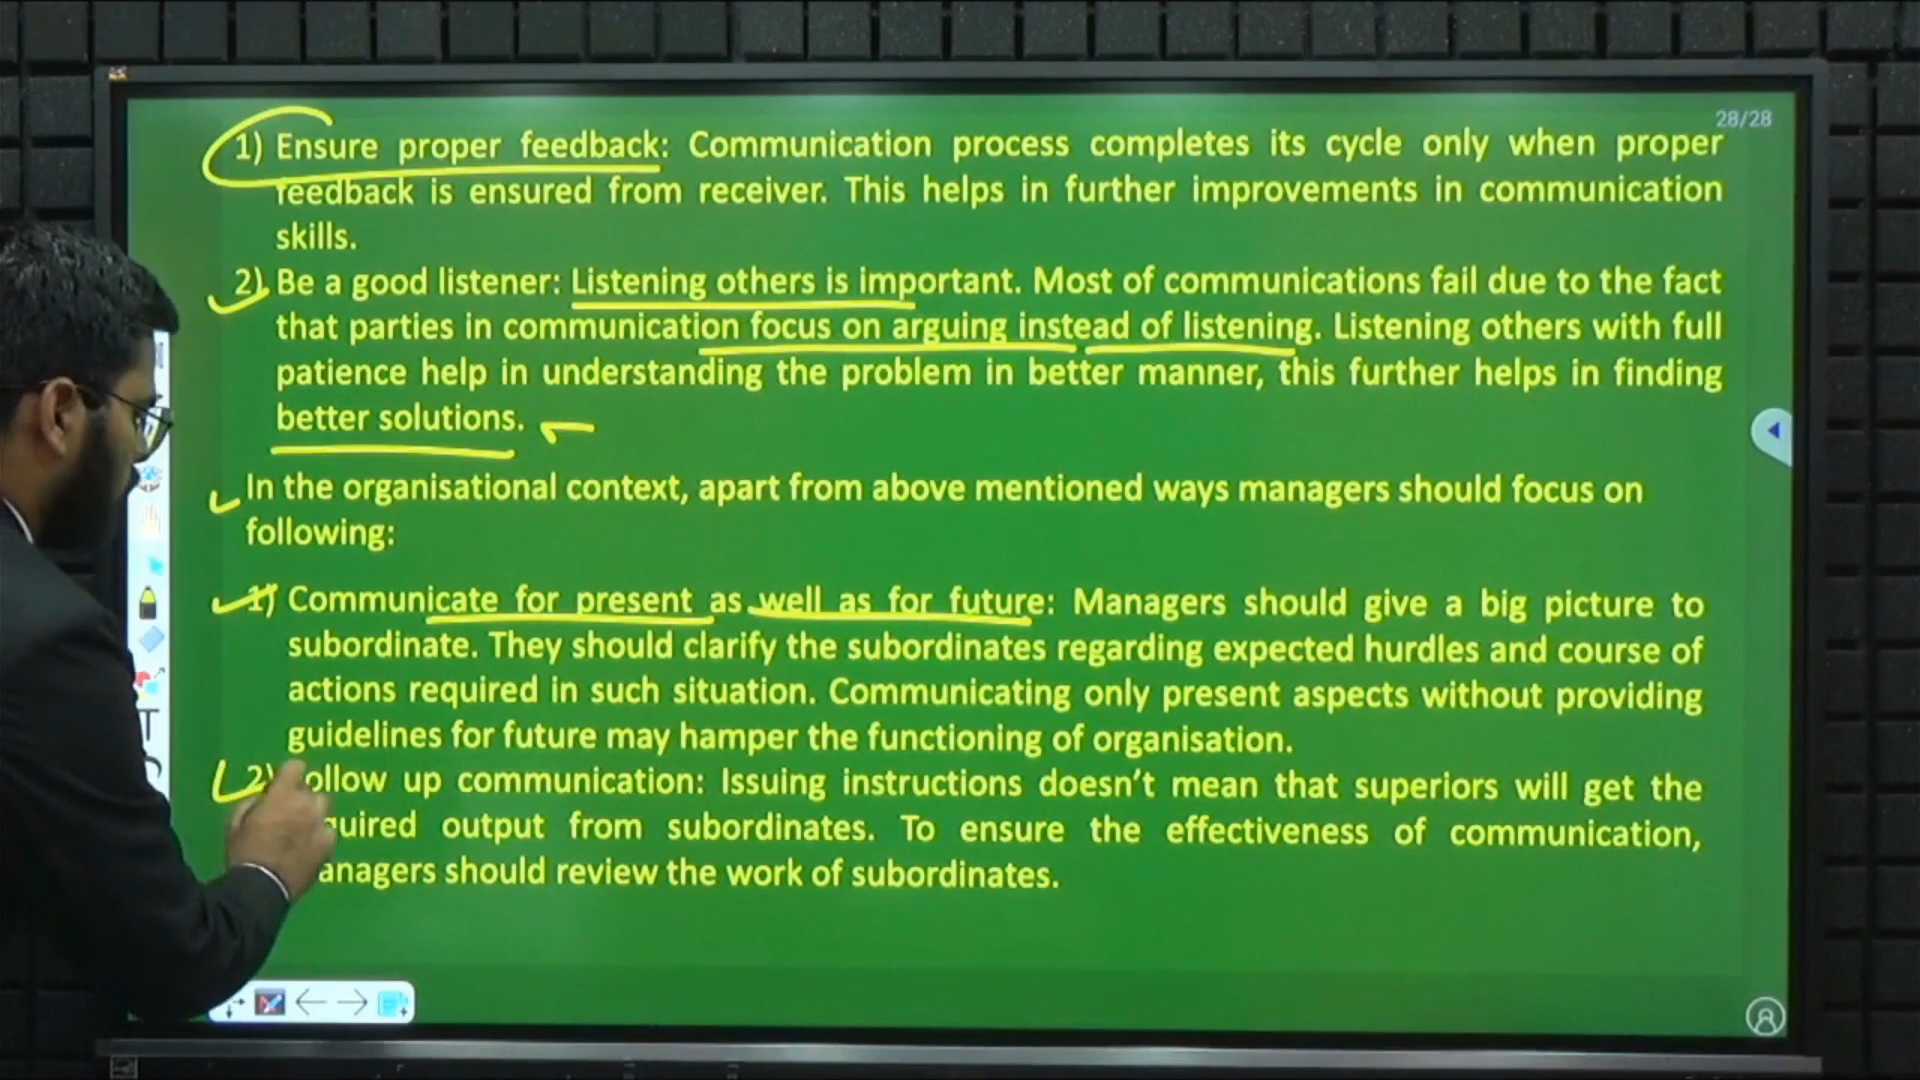 28/28
1) Ensure proper feedback: Communication process completes its cycle only when proper
feedback is ensured from receiver. This helps in further improvements in communication
skills.
2) Be a good listener: Listening others is important. Most of communications fail due to the fact
that parties in communication focus on arguing instead of listening. Listening others with full
patience help in understanding the problem in better manner, this further helps in finding
better solutions.
In the organisational context, apart from above mentioned ways managers should focus on
following:
1) Communicate for present as well as for future: Managers should give a big picture to
subordinate. They should clarify the subordinates regarding expected hurdles and course of
actions required in such situation. Communicating only present aspects without providing
guidelines for future may hamper the functioning of organisation.
2) ollow up communication: Issuing instructions doesn't mean that superiors will get the
quired output from subordinates. To ensure the effectiveness of communication,
anagers should review the work of subordinates.